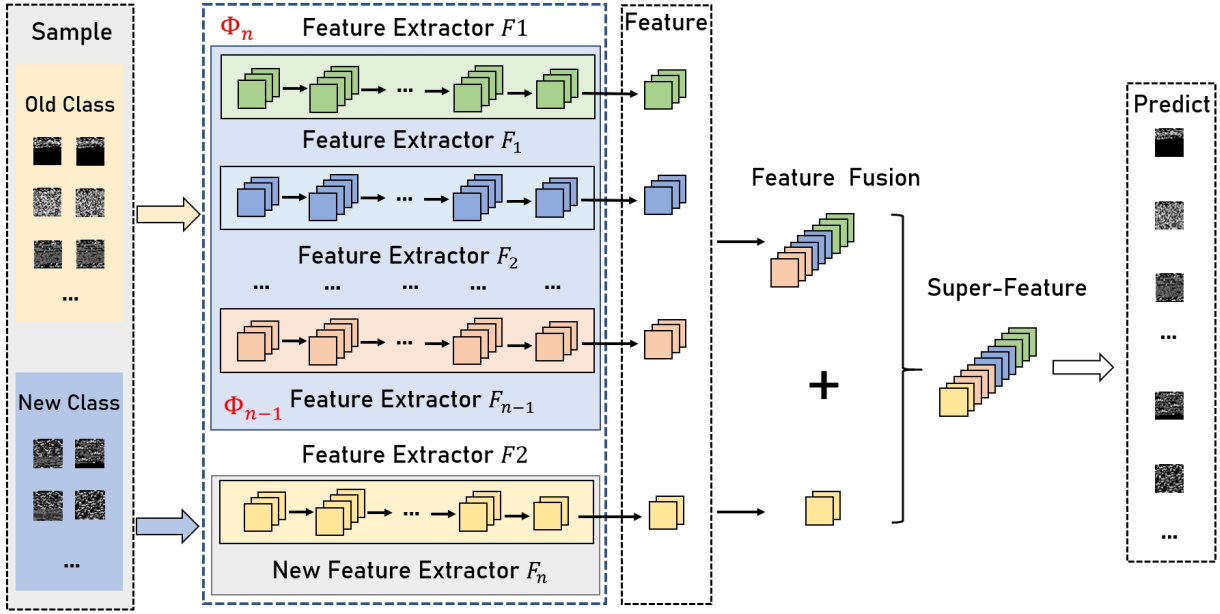 Sample
Old Class
...
New Class
...
Φn
Feature Extractor F1
...
Feature Extractor F1
...
Feature Extractor F2
... ... ... ... ...
...
Φn−1
Feature Extractor Fn−1
Feature Extractor F2
...
New Feature Extractor Fn
Feature
Feature Fusion
+
Super-Feature
Predict
...
...